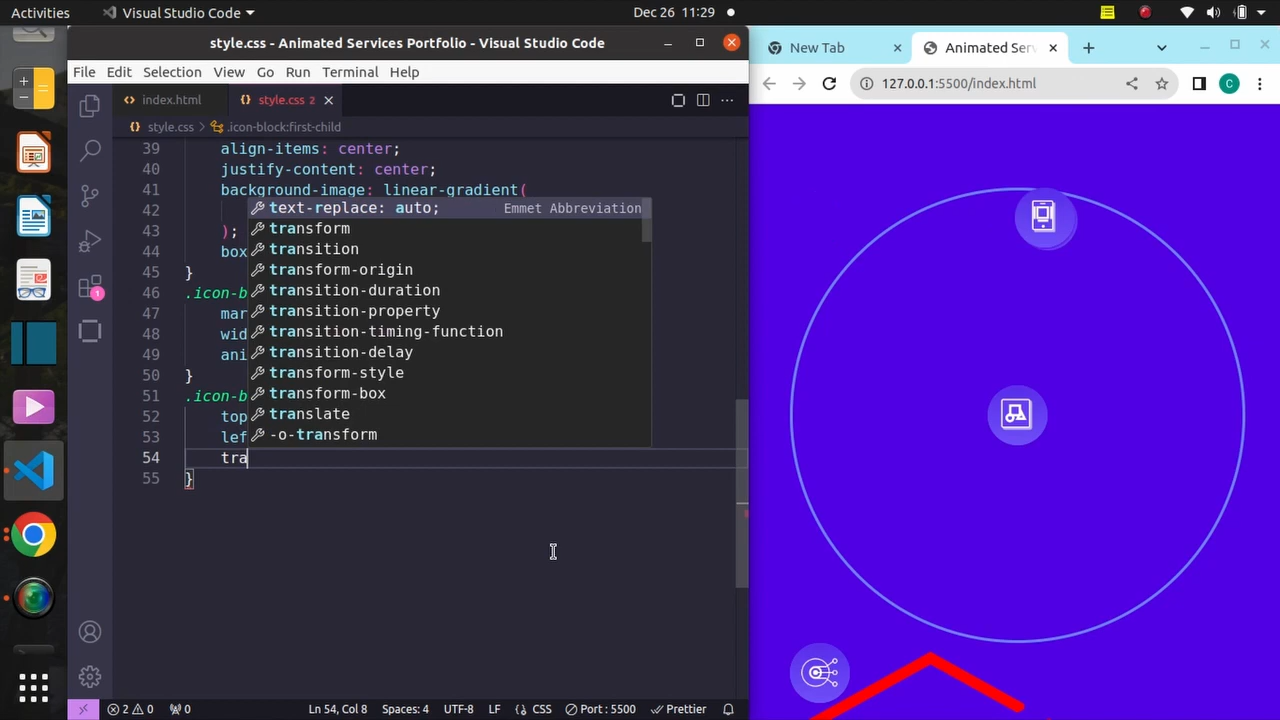 Activities
Visual Studio Code
Dec 26 11:29
style.css - Animated Services Portfolio - Visual Studio Code
File Edit Selection View Go Run Terminal Help
index.html
style.css 2
style.css > .icon-block:first-child
39 align-items: center;
40 justify-content: center;
41 background-image: linear-gradient(
42
43 );
44 box
45 }
46 .icon-b
47 mar
48 wid
49 ani
50 }
51 .icon-b
52 top
53 lef
54 tra
55 }
text-replace: auto; Emmet Abbreviation
transform
transition
transform-origin
transition-duration
transition-property
transition-timing-function
transition-delay
transform-style
transform-box
translate
-o-transform
1
2 0
0
Ln 54, Col 8
Spaces: 4
UTF-8
LF
CSS
Port : 5500
Prettier
New Tab
Animated Serv
127.0.0.1:5500/index.html
C